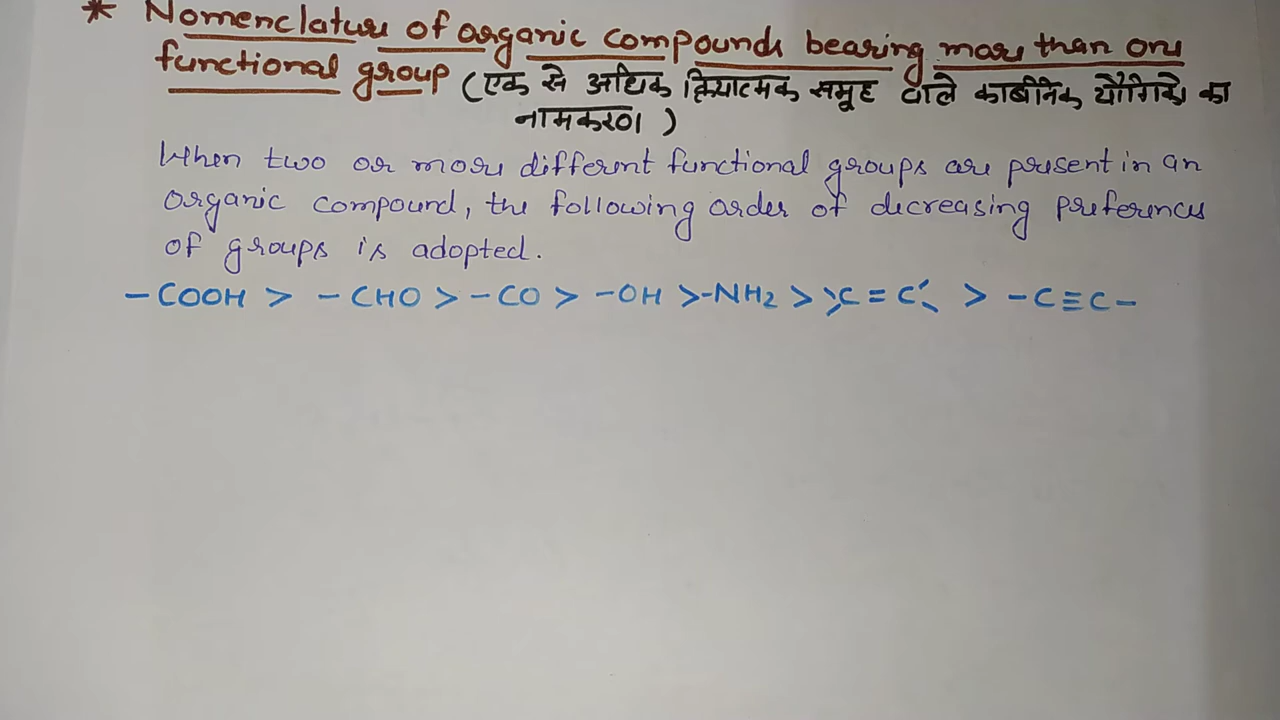 * Nomenclature of organic compounds bearing more than one
functional group (एक से अधिक क्रियात्मक समूह वाले कार्बनिक यौगिकों का
नामकरण)
When two or more different functional groups are present in an
organic compound, the following order of decreasing preferences
of groups is adopted.
-COOH > -CHO > -CO > -OH > -NH₂ > >C=C< > -C≡C-